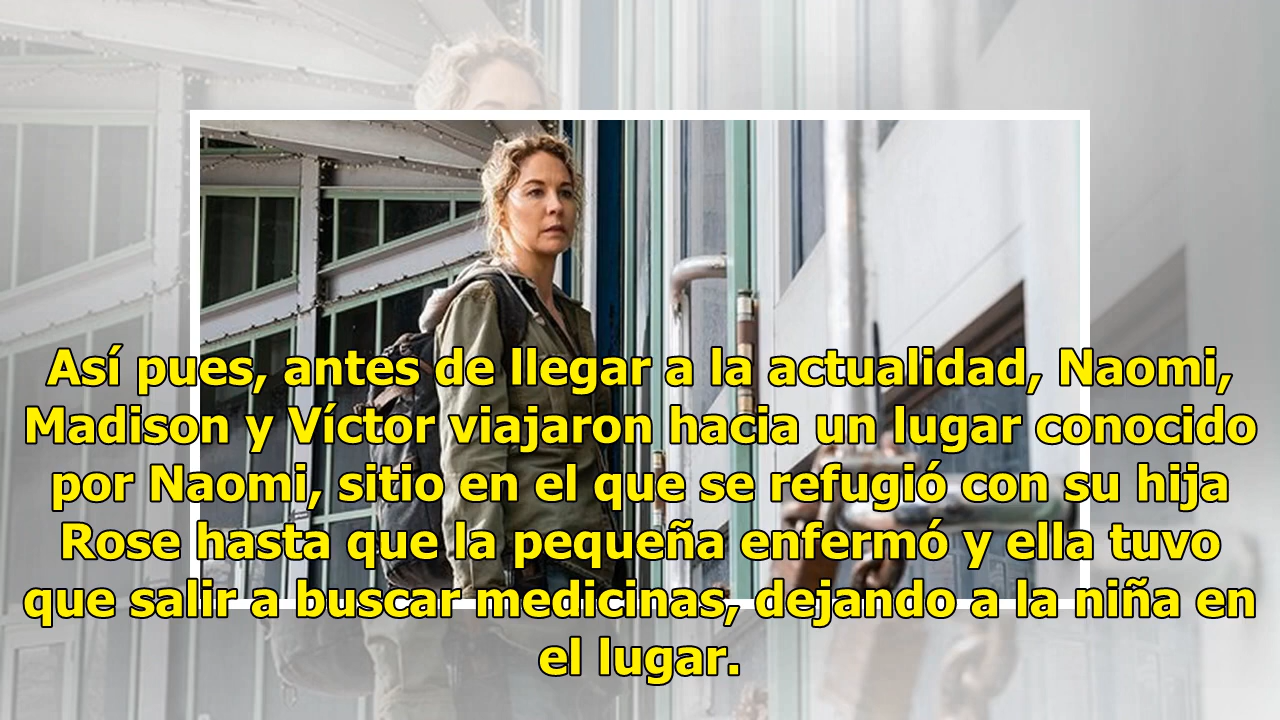 Así pues, antes de llegar a la actualidad, Naomi,
Madison y Víctor viajaron hacia un lugar conocido
por Naomi, sitio en el que se refugió con su hija
Rose hasta que la pequeña enfermó y ella tuvo
que salir a buscar medicinas, dejando a la niña en
el lugar.